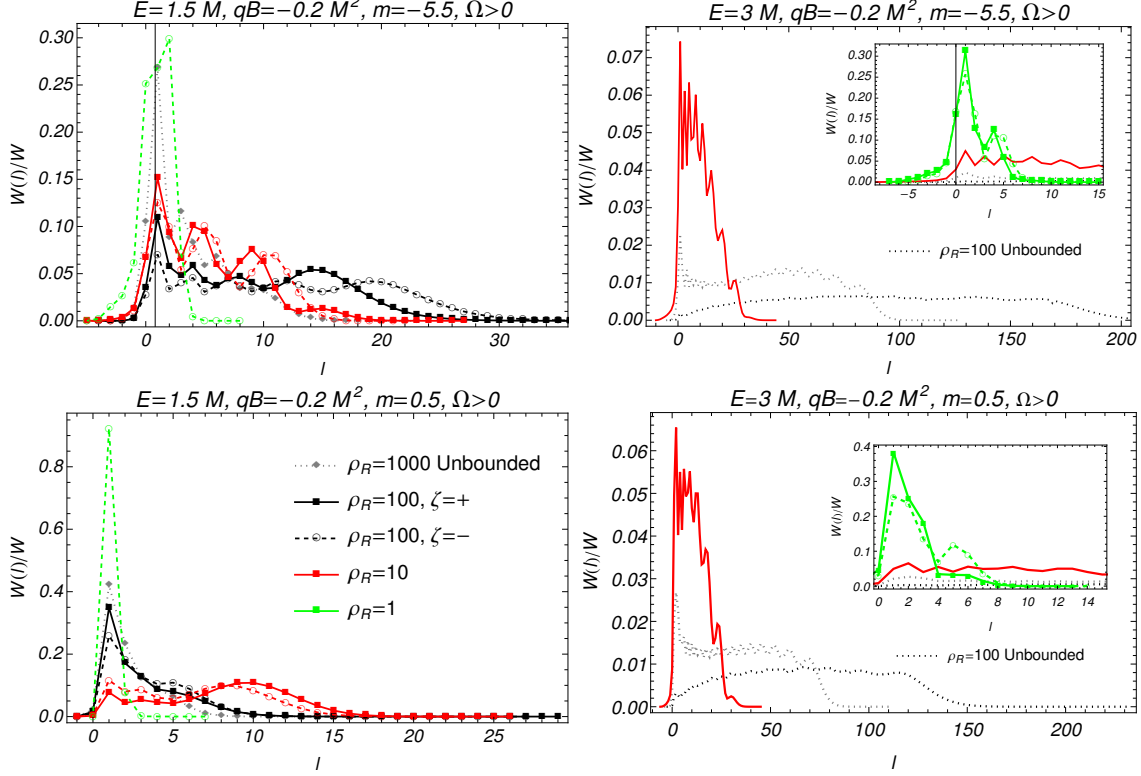 E=1.5 M, qB=−0.2 M², m=−5.5, Ω>0
W(l)/W
0.30
0.25
0.20
0.15
0.10
0.05
0.00
0 10 20 30
l
E=3 M, qB=−0.2 M², m=−5.5, Ω>0
W(l)/W
0.07
0.06
0.05
0.04
0.03
0.02
0.01
0.00
0 50 100 150 200
l
W(l)/W
0.30
0.25
0.20
0.15
0.10
0.05
0.00
−5 0 5 10 15
l
ρR=100 Unbounded
E=1.5 M, qB=−0.2 M², m=0.5, Ω>0
W(l)/W
0.8
0.6
0.4
0.2
0.0
0 5 10 15 20 25
l
ρR=1000 Unbounded
ρR=100, ζ=+
ρR=100, ζ=−
ρR=10
ρR=1
E=3 M, qB=−0.2 M², m=0.5, Ω>0
W(l)/W
0.06
0.05
0.04
0.03
0.02
0.01
0.00
0 50 100 150 200
l
W(l)/W
0.4
0.3
0.2
0.1
0.0
0 2 4 6 8 10 12 14
l
ρR=100 Unbounded